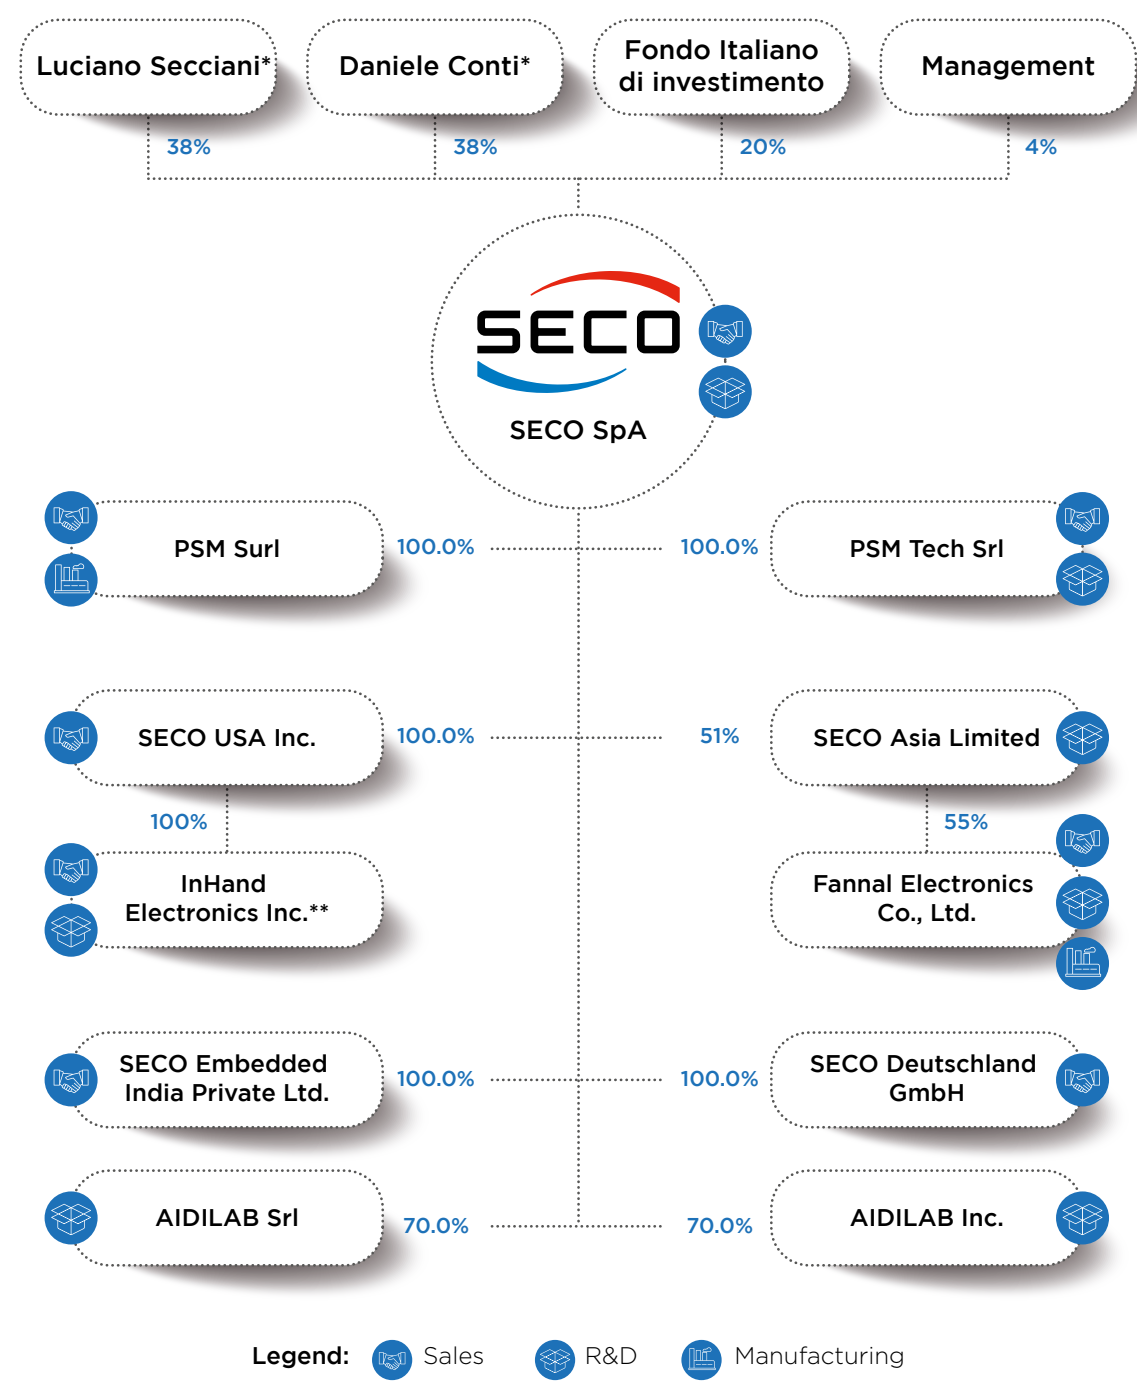 Luciano Secciani*
Daniele Conti*
Fondo Italiano
di investimento
Management
38%
38%
20%
4%
SECO
SECO SpA
PSM Surl
100.0%
100.0%
PSM Tech Srl
SECO USA Inc.
100.0%
51%
SECO Asia Limited
100%
55%
InHand
Electronics Inc.**
Fannal Electronics
Co., Ltd.
SECO Embedded
India Private Ltd.
100.0%
100.0%
SECO Deutschland
GmbH
AIDILAB Srl
70.0%
70.0%
AIDILAB Inc.
Legend: Sales R&D Manufacturing